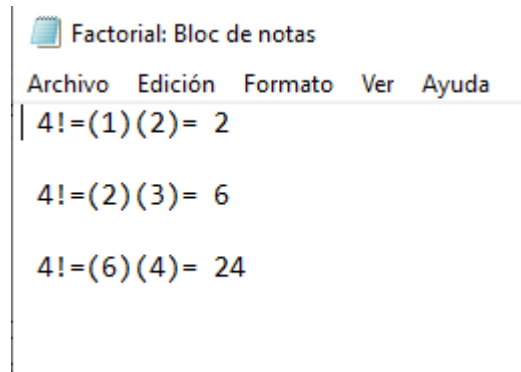 Factorial: Bloc de notas
Archivo Edición Formato Ver Ayuda
4!=(1)(2)= 2
4!=(2)(3)= 6
4!=(6)(4)= 24